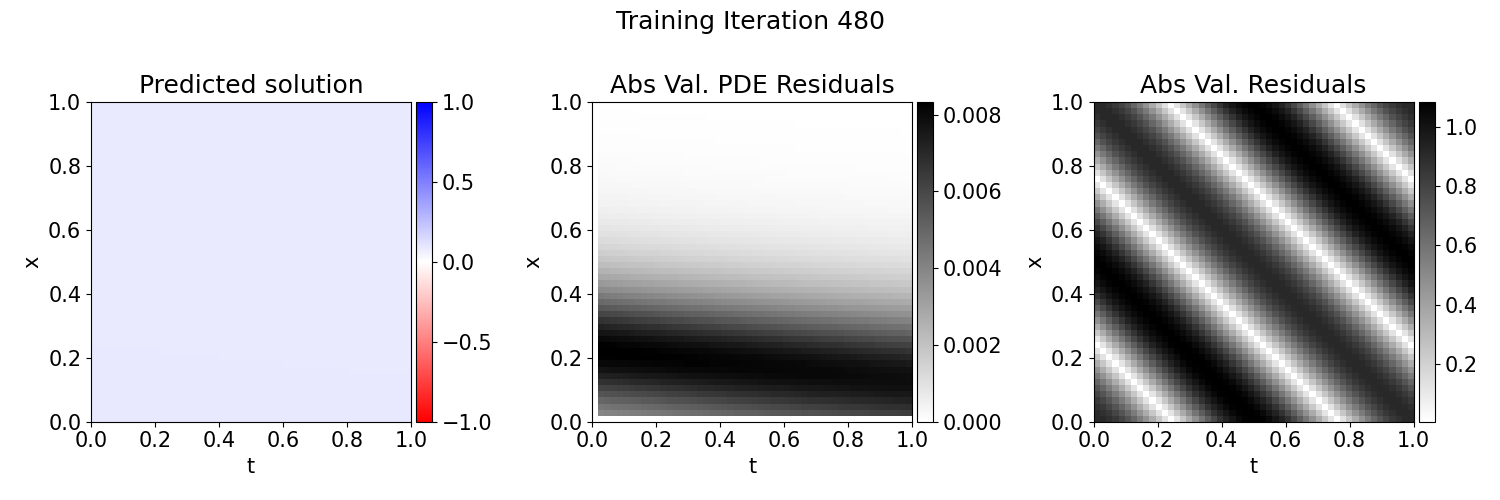 Training Iteration 480
Predicted solution
1.0
0.8
0.6
0.4
0.2
0.0
x
0.0 0.2 0.4 0.6 0.8 1.0
t
1.0
0.5
0.0
−0.5
−1.0
Abs Val. PDE Residuals
1.0
0.8
0.6
0.4
0.2
0.0
x
0.0 0.2 0.4 0.6 0.8 1.0
t
0.008
0.006
0.004
0.002
0.000
Abs Val. Residuals
1.0
0.8
0.6
0.4
0.2
0.0
x
0.0 0.2 0.4 0.6 0.8 1.0
t
1.0
0.8
0.6
0.4
0.2